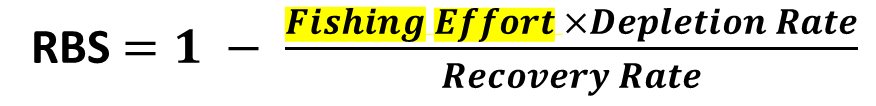 RBS = 1 − Fishing Effort × Depletion Rate
Recovery Rate